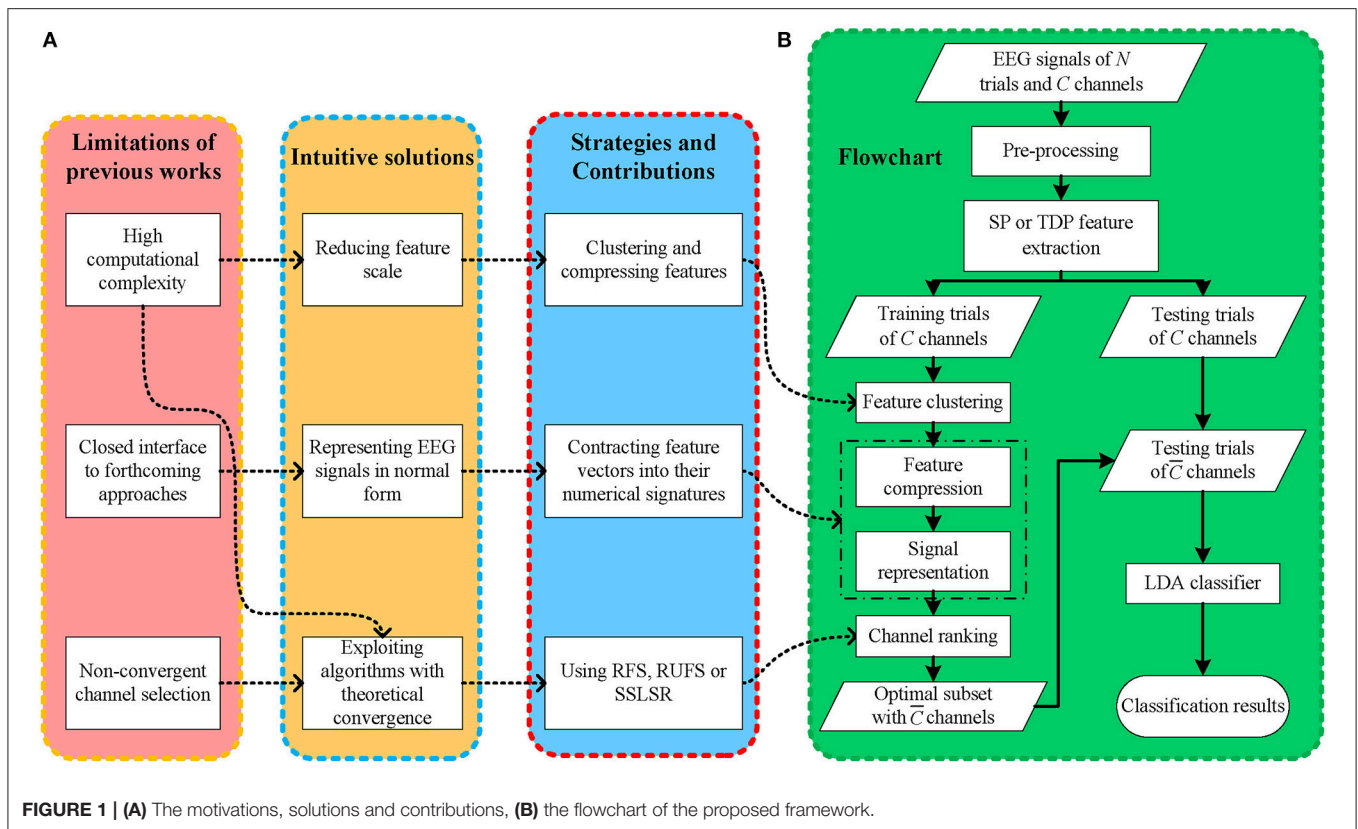 A
B
Limitations of
previous works
High
computational
complexity
Closed interface
to forthcoming
approaches
Non-convergent
channel selection
Intuitive solutions
Reducing feature
scale
Representing EEG
signals in normal
form
Exploiting
algorithms with
theoretical
convergence
Strategies and
Contributions
Clustering and
compressing features
Contracting feature
vectors into their
numerical signatures
Using RFS, RUFS or
SSLSR
Flowchart
EEG signals of N
trials and C channels
Pre-processing
SP or TDP feature
extraction
Training trials
of C channels
Feature clustering
Feature
compression
Signal
representation
Channel ranking
Optimal subset
with C̅ channels
Testing trials
of C channels
Testing trials
of C̅ channels
LDA classifier
Classification results
FIGURE 1 | (A) The motivations, solutions and contributions, (B) the flowchart of the proposed framework.